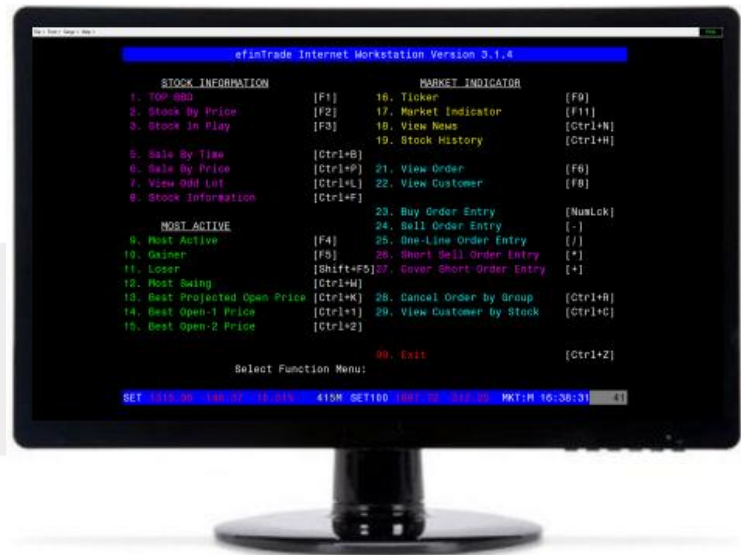 efinTrade Internet Workstation Version 3.1.4
STOCK INFORMATION
1. TOP BBO [F1]
2. Stock By Price [F2]
3. Stock In Play [F3]
5. Sale By Time [Ctrl+B]
6. Sale By Price [Ctrl+P]
7. View Odd Lot [Ctrl+L]
8. Stock Information [Ctrl+F]
MOST ACTIVE
9. Most Active [F4]
10. Gainer [F5]
11. Loser [Shift+F5]
12. Most Swing [Ctrl+W]
13. Best Projected Open Price [Ctrl+K]
14. Best Open-1 Price [Ctrl+1]
15. Best Open-2 Price [Ctrl+2]
MARKET INDICATOR
16. Ticker [F9]
17. Market Indicator [F11]
18. View News [Ctrl+N]
19. Stock History [Ctrl+H]
21. View Order [F6]
22. View Customer [F8]
23. Buy Order Entry [NumLck]
24. Sell Order Entry [-]
25. One-Line Order Entry [/]
26. Short Sell Order Entry [*]
27. Cover Short Order Entry [+]
28. Cancel Order by Group [Ctrl+R]
29. View Customer by Stock [Ctrl+C]
99. Exit [Ctrl+Z]
Select Function Menu:
SET 415M SET100 MKT:M 16:38:31 41